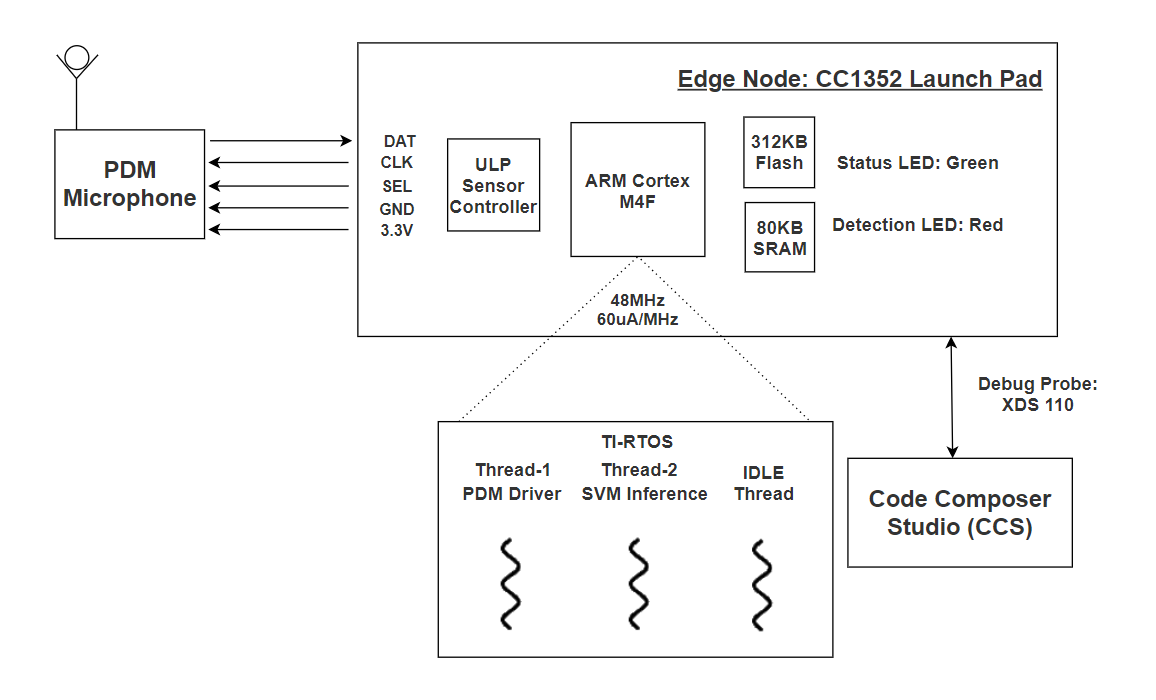 Edge Node: CC1352 Launch Pad
PDM
Microphone
DAT
CLK
SEL
GND
3.3V
ULP
Sensor
Controller
ARM Cortex
M4F
312KB
Flash
80KB
SRAM
Status LED: Green
Detection LED: Red
48MHz
60uA/MHz
Debug Probe:
XDS 110
TI-RTOS
Thread-1
PDM Driver
Thread-2
SVM Inference
IDLE
Thread
Code Composer
Studio (CCS)